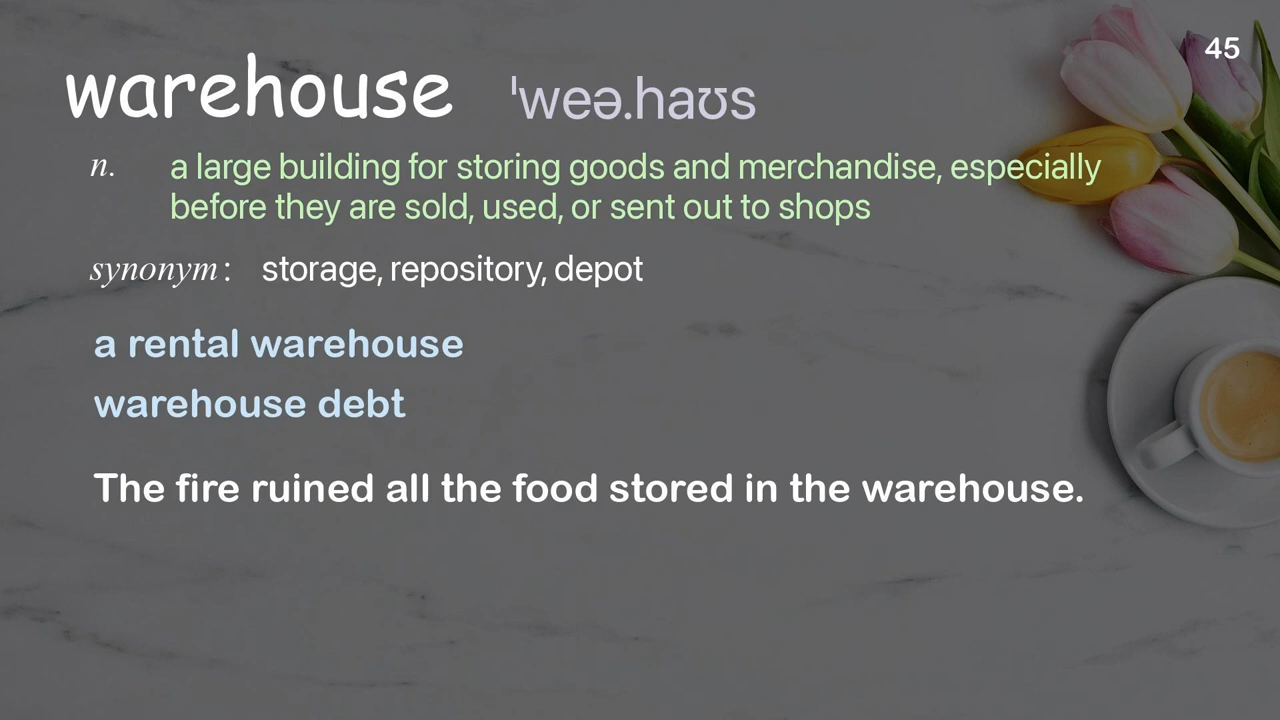 45
warehouse ˈweə.haʊs
n. a large building for storing goods and merchandise, especially
before they are sold, used, or sent out to shops
synonym: storage, repository, depot
a rental warehouse
warehouse debt
The fire ruined all the food stored in the warehouse.